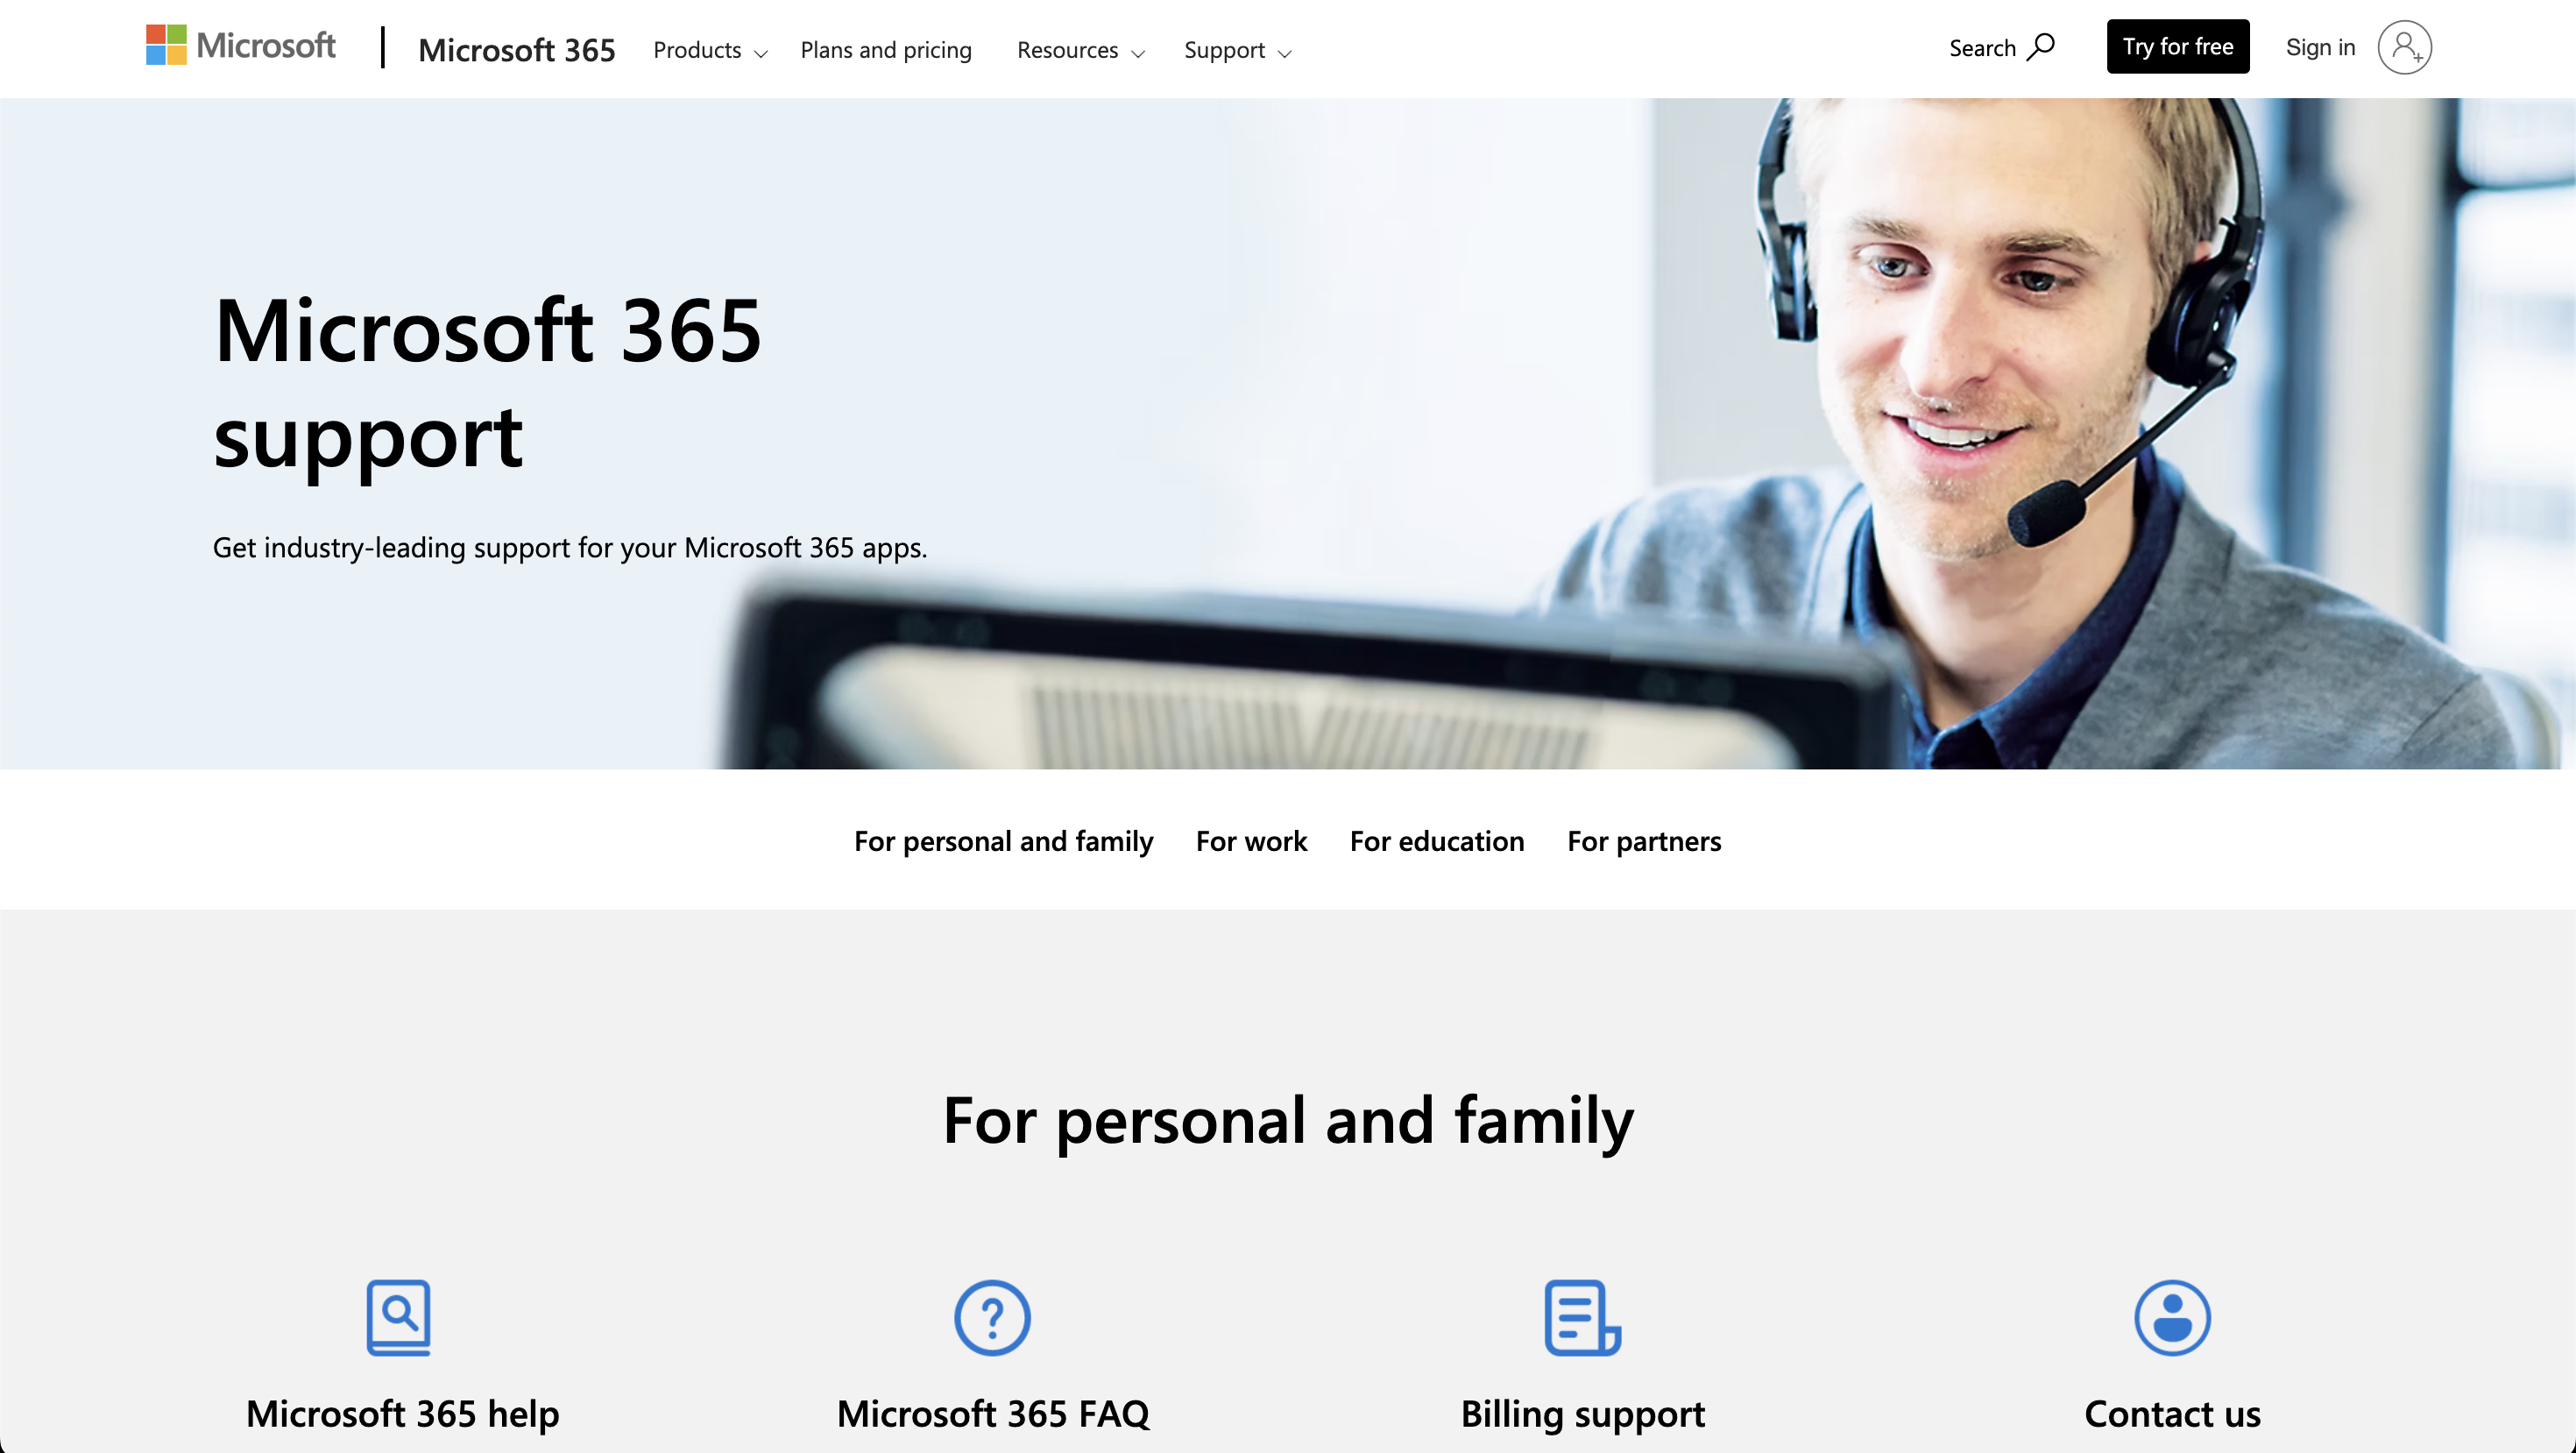 Microsoft
Microsoft 365
Products
Plans and pricing
Resources
Support
Search
Try for free
Sign in
Microsoft 365
support
Get industry-leading support for your Microsoft 365 apps.
For personal and family
For work
For education
For partners
For personal and family
Microsoft 365 help
Microsoft 365 FAQ
Billing support
Contact us